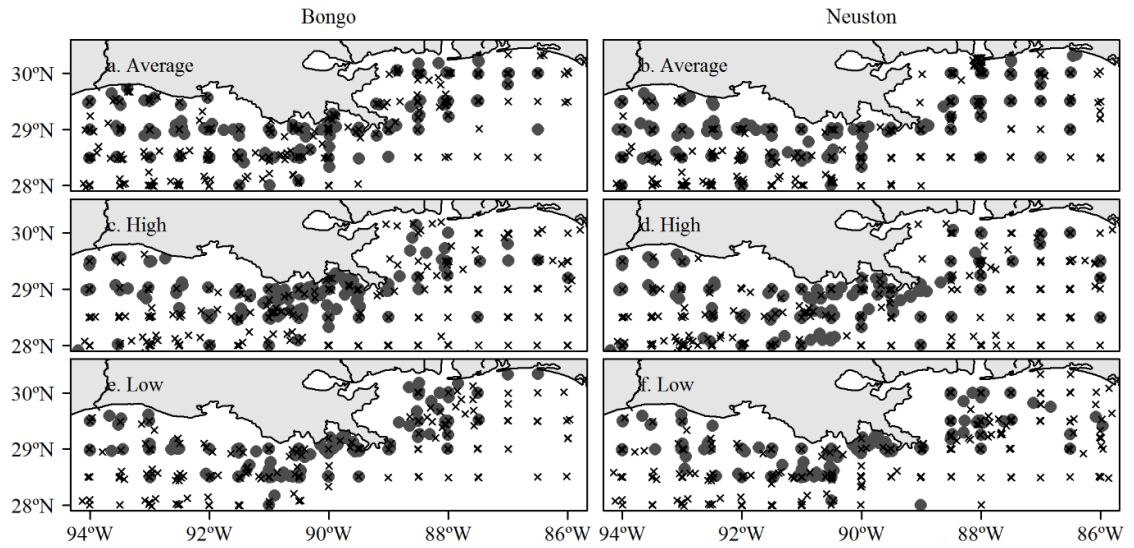 Bongo Neuston
30ºN a. Average b. Average
29ºN
28ºN
30ºN c. High d. High
29ºN
28ºN
30ºN e. Low f. Low
29ºN
28ºN
94ºW 92ºW 90ºW 88ºW 86ºW 94ºW 92ºW 90ºW 88ºW 86ºW